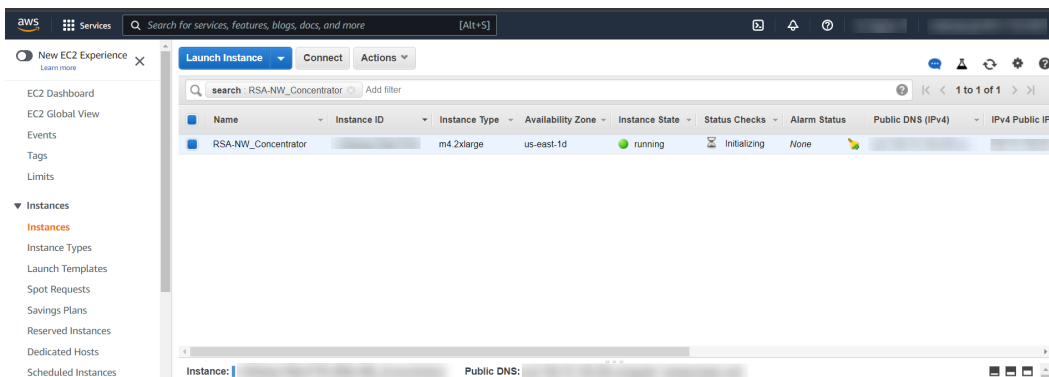 aws Services Search for services, features, blogs, docs, and more [Alt+S]
New EC2 Experience
Learn more
EC2 Dashboard
EC2 Global View
Events
Tags
Limits
Instances
Instances
Instance Types
Launch Templates
Spot Requests
Savings Plans
Reserved Instances
Dedicated Hosts
Scheduled Instances
Launch Instance Connect Actions
search : RSA-NW_Concentrator Add filter 1 to 1 of 1
Name Instance ID Instance Type Availability Zone Instance State Status Checks Alarm Status Public DNS (IPv4) IPv4 Public IP
RSA-NW_Concentrator m4.2xlarge us-east-1d running Initializing None
Instance: Public DNS: